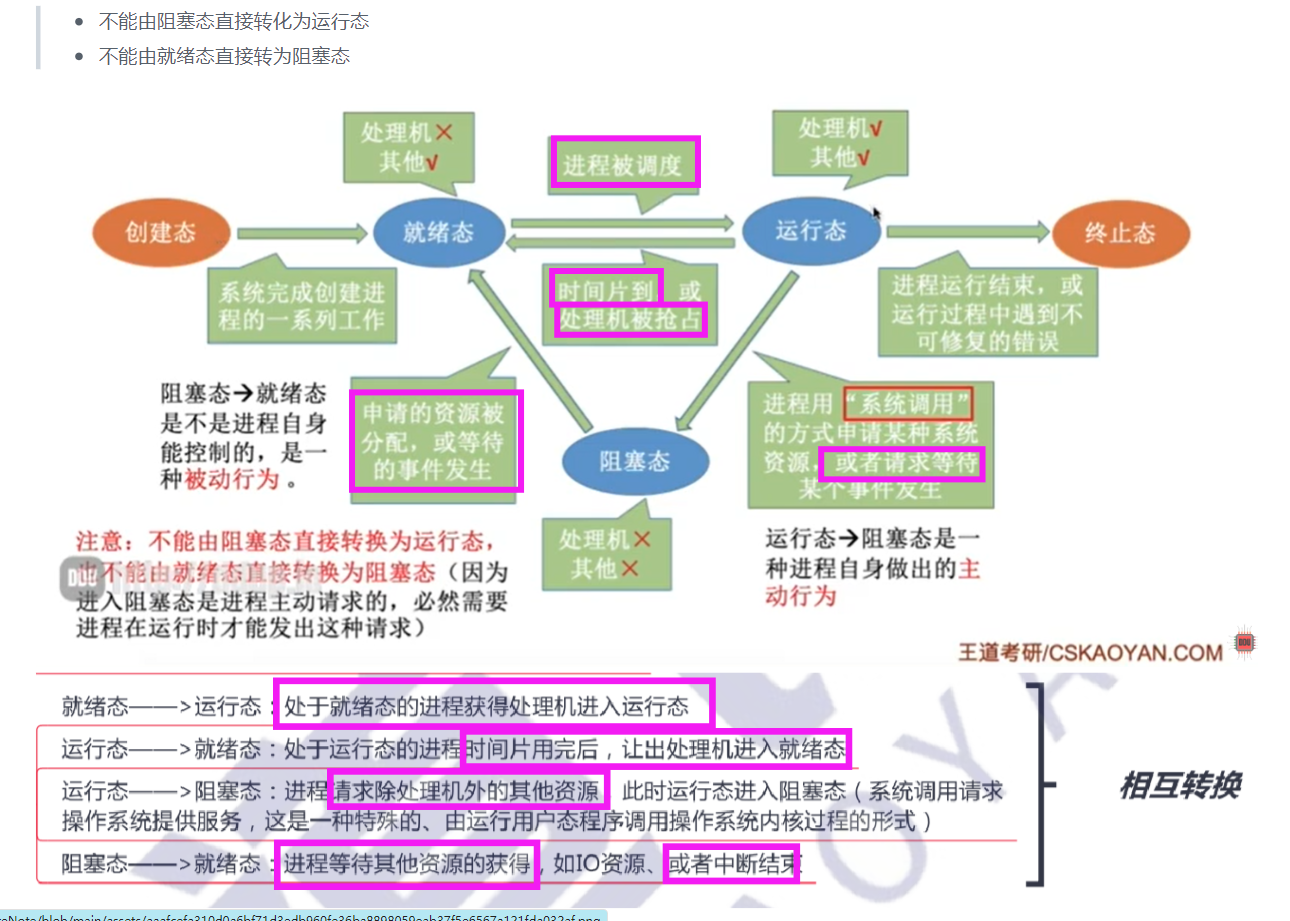 不能由阻塞态直接转化为运行态
不能由就绪态直接转为阻塞态
处理机✕
其他√
进程被调度
处理机√
其他√
创建态
就绪态
运行态
终止态
系统完成创建进
程的一系列工作
时间片到 或
处理机被抢占
进程运行结束，或
运行过程中遇到不
可修复的错误
阻塞态→就绪态
是不是进程自身
能控制的，是一
种被动行为。
申请的资源被
分配，或等待
的事件发生
阻塞态
进程用“系统调用”
的方式申请某种系统
资源，或者请求等待
某个事件发生
处理机✕
其他✕
运行态→阻塞态是一
种进程自身做出的主
动行为
注意：不能由阻塞态直接转换为运行态，
也不能由就绪态直接转换为阻塞态（因为
进入阻塞态是进程主动请求的，必然需要
进程在运行时才能发出这种请求）
王道考研/CSKAOYAN.COM
就绪态——>运行态：处于就绪态的进程获得处理机进入运行态
运行态——>就绪态：处于运行态的进程时间片用完后，让出处理机进入就绪态
运行态——>阻塞态：进程请求除处理机外的其他资源，此时运行态进入阻塞态（系统调用请求
操作系统提供服务，这是一种特殊的、由运行用户态程序调用操作系统内核过程的形式）
阻塞态——>就绪态：进程等待其他资源的获得，如IO资源、或者中断结束
相互转换